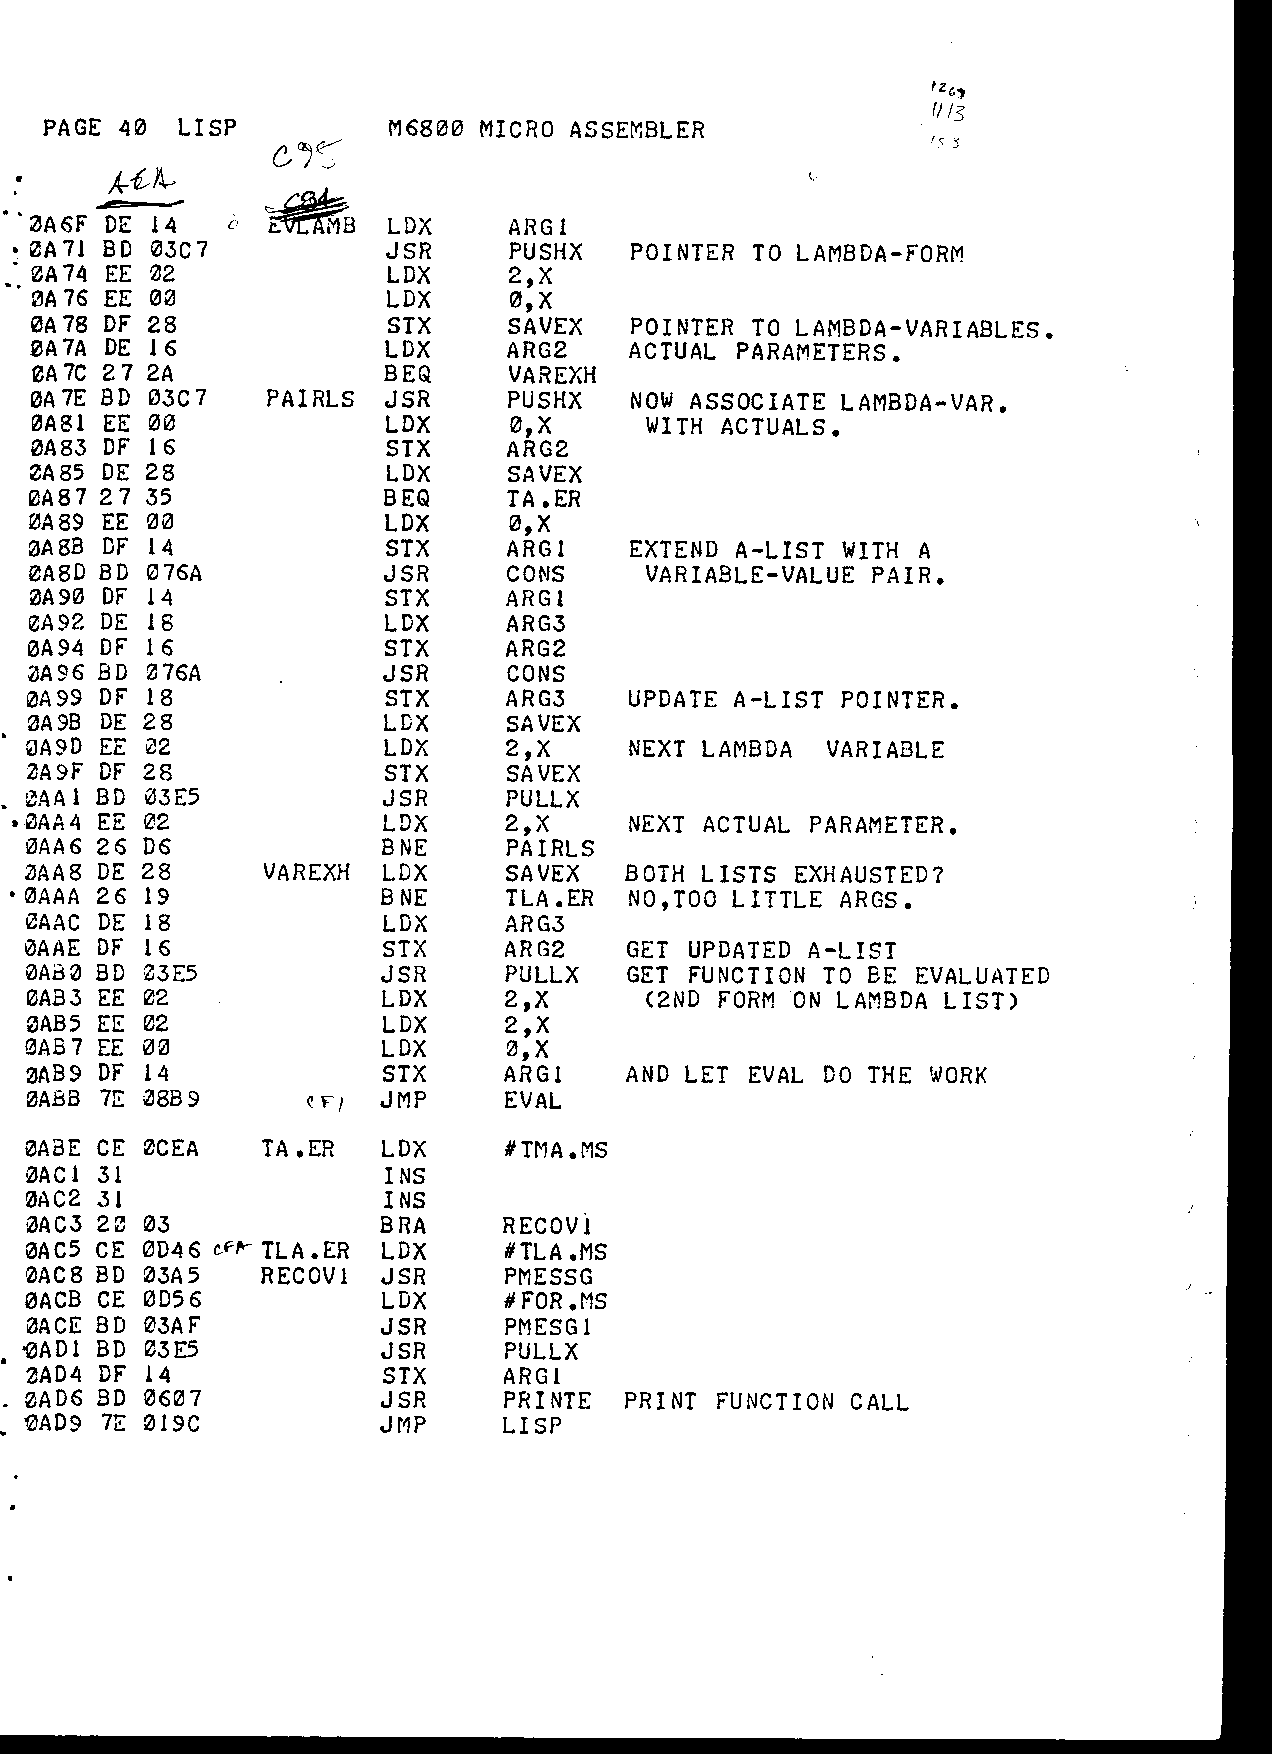 1269
1113
153
PAGE 40 LISP M6800 MICRO ASSEMBLER
C95
AEA
0A6F DE 14 EVLAMB LDX ARG1
0A71 BD 03C7 JSR PUSHX POINTER TO LAMBDA-FORM
0A74 EE 02 LDX 2,X
0A76 EE 00 LDX 0,X
0A78 DF 28 STX SAVEX POINTER TO LAMBDA-VARIABLES.
0A7A DE 16 LDX ARG2 ACTUAL PARAMETERS.
0A7C 27 2A BEQ VAREXH
0A7E BD 03C7 PAIRLS JSR PUSHX NOW ASSOCIATE LAMBDA-VAR.
0A81 EE 00 LDX 0,X WITH ACTUALS.
0A83 DF 16 STX ARG2
0A85 DE 28 LDX SAVEX
0A87 27 35 BEQ TA.ER
0A89 EE 00 LDX 0,X
0A8B DF 14 STX ARG1 EXTEND A-LIST WITH A
0A8D BD 076A JSR CONS VARIABLE-VALUE PAIR.
0A90 DF 14 STX ARG1
0A92 DE 18 LDX ARG3
0A94 DF 16 STX ARG2
0A96 BD 076A JSR CONS
0A99 DF 18 STX ARG3 UPDATE A-LIST POINTER.
0A9B DE 28 LDX SAVEX
0A9D EE 02 LDX 2,X NEXT LAMBDA VARIABLE
0A9F DF 28 STX SAVEX
0AA1 BD 03E5 JSR PULLX
0AA4 EE 02 LDX 2,X NEXT ACTUAL PARAMETER.
0AA6 26 D6 BNE PAIRLS
0AA8 DE 28 VAREXH LDX SAVEX BOTH LISTS EXHAUSTED?
0AAA 26 19 BNE TLA.ER NO,TOO LITTLE ARGS.
0AAC DE 18 LDX ARG3
0AAE DF 16 STX ARG2 GET UPDATED A-LIST
0AB0 BD 03E5 JSR PULLX GET FUNCTION TO BE EVALUATED
0AB3 EE 02 LDX 2,X (2ND FORM ON LAMBDA LIST)
0AB5 EE 02 LDX 2,X
0AB7 EE 00 LDX 0,X
0AB9 DF 14 STX ARG1 AND LET EVAL DO THE WORK
0ABB 7E 08B9 CF1 JMP EVAL
0ABE CE 0CEA TA.ER LDX #TMA.MS
0AC1 31 INS
0AC2 31 INS
0AC3 20 03 BRA RECOV1
0AC5 CE 0D46 TLA.ER LDX #TLA.MS
0AC8 BD 03A5 RECOV1 JSR PMESSG
0ACB CE 0D56 LDX #FOR.MS
0ACE BD 03AF JSR PMESG1
0AD1 BD 03E5 JSR PULLX
0AD4 DF 14 STX ARG1
0AD6 BD 0607 JSR PRINTE PRINT FUNCTION CALL
0AD9 7E 019C JMP LISP